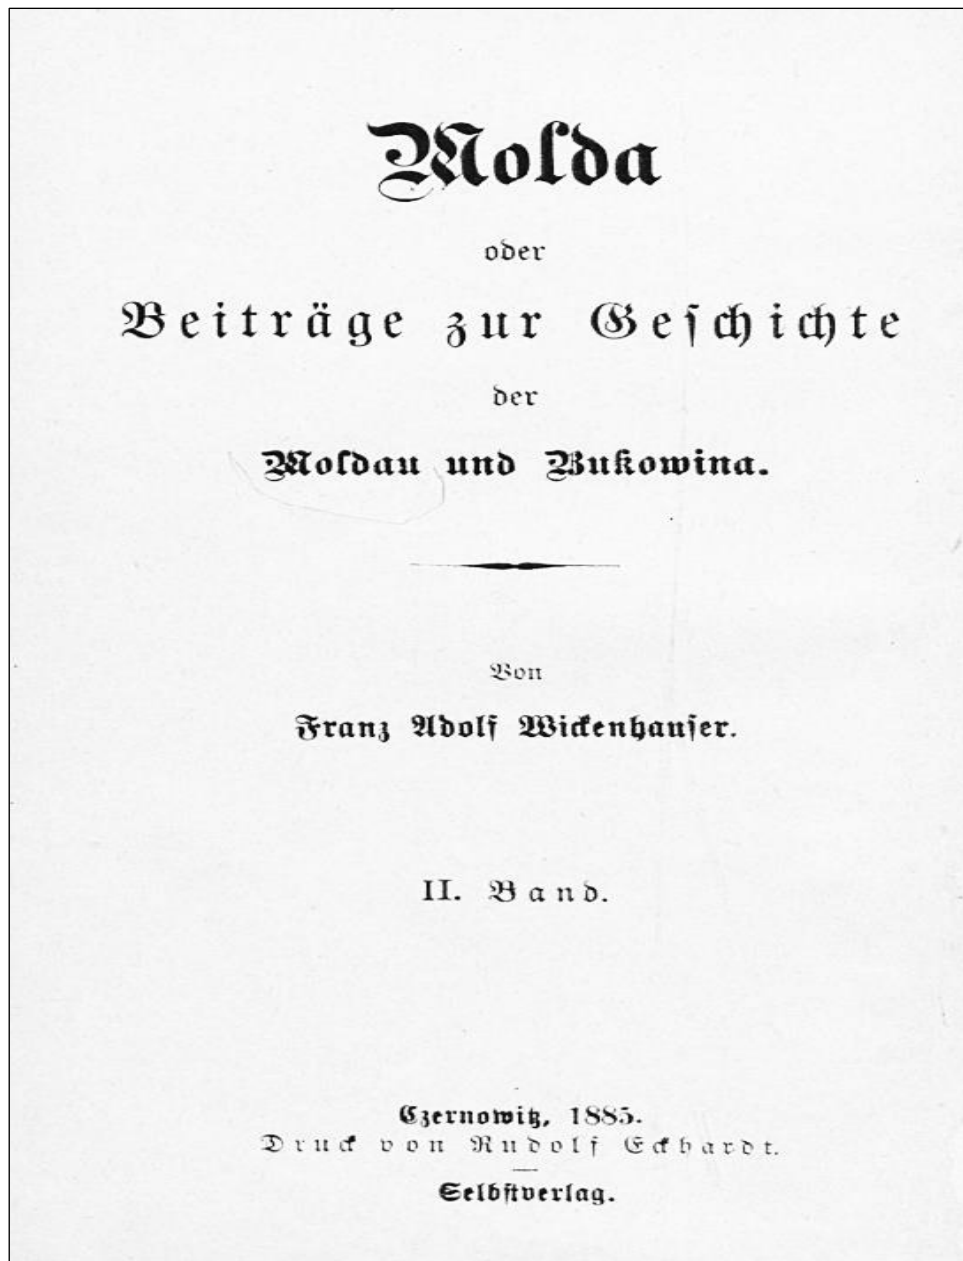 Molda
oder
Beiträge zur Geschichte
der
Moldau und Bukowina.
Von
Franz Adolf Wickenhauser.
II. Band.
Czernowitz, 1885.
Druck von Rudolf Eckhardt.
Selbstverlag.